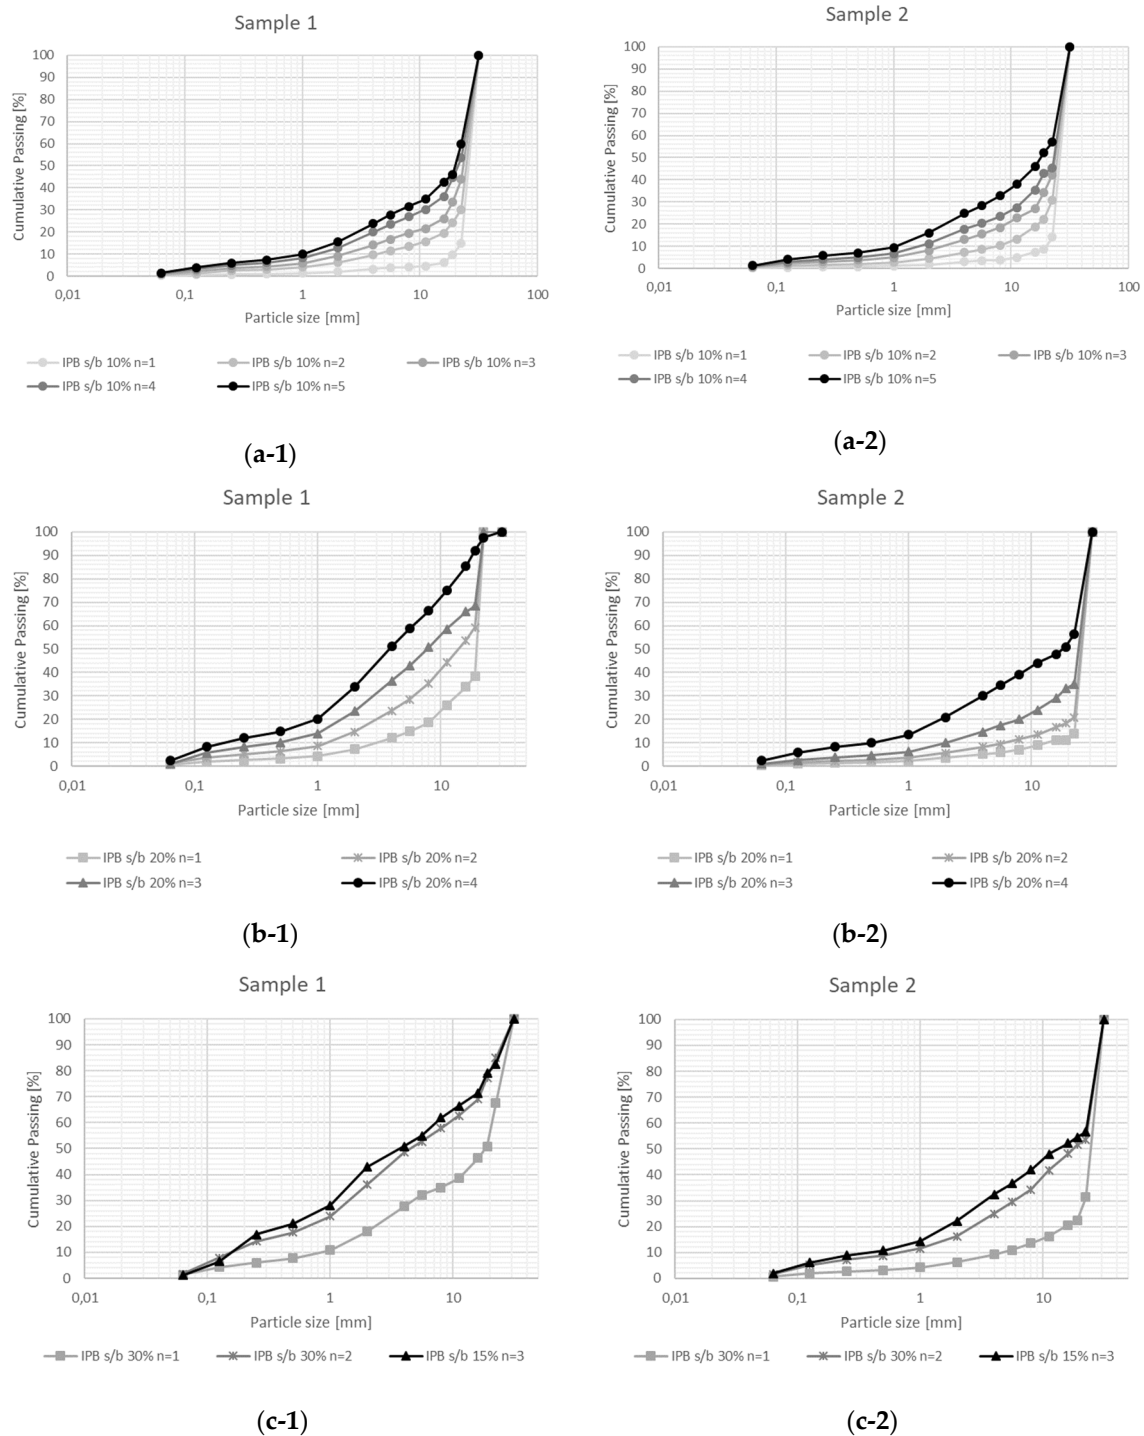 Sample 1
Cumulative Passing [%]
100
90
80
70
60
50
40
30
20
10
0
0,01 0,1 1 10 100
Particle size [mm]
IPB s/b 10% n=1 IPB s/b 10% n=2 IPB s/b 10% n=3
IPB s/b 10% n=4 IPB s/b 10% n=5
(a-1)
Sample 2
Cumulative Passing [%]
100
90
80
70
60
50
40
30
20
10
0
0,01 0,1 1 10 100
Particle size [mm]
IPB s/b 10% n=1 IPB s/b 10% n=2 IPB s/b 10% n=3
IPB s/b 10% n=4 IPB s/b 10% n=5
(a-2)
Sample 1
Cumulative Passing [%]
100
90
80
70
60
50
40
30
20
10
0
0,01 0,1 1 10
Particle size [mm]
IPB s/b 20% n=1 IPB s/b 20% n=2
IPB s/b 20% n=3 IPB s/b 20% n=4
(b-1)
Sample 2
Cumulative Passing [%]
100
90
80
70
60
50
40
30
20
10
0
0,01 0,1 1 10
Particle size [mm]
IPB s/b 20% n=1 IPB s/b 20% n=2
IPB s/b 20% n=3 IPB s/b 20% n=4
(b-2)
Sample 1
Cumulative Passing [%]
100
90
80
70
60
50
40
30
20
10
0
0,01 0,1 1 10
Particle size [mm]
IPB s/b 30% n=1 IPB s/b 30% n=2 IPB s/b 15% n=3
(c-1)
Sample 2
Cumulative Passing [%]
100
90
80
70
60
50
40
30
20
10
0
0,01 0,1 1 10
Particle size [mm]
IPB s/b 30% n=1 IPB s/b 30% n=2 IPB s/b 15% n=3
(c-2)